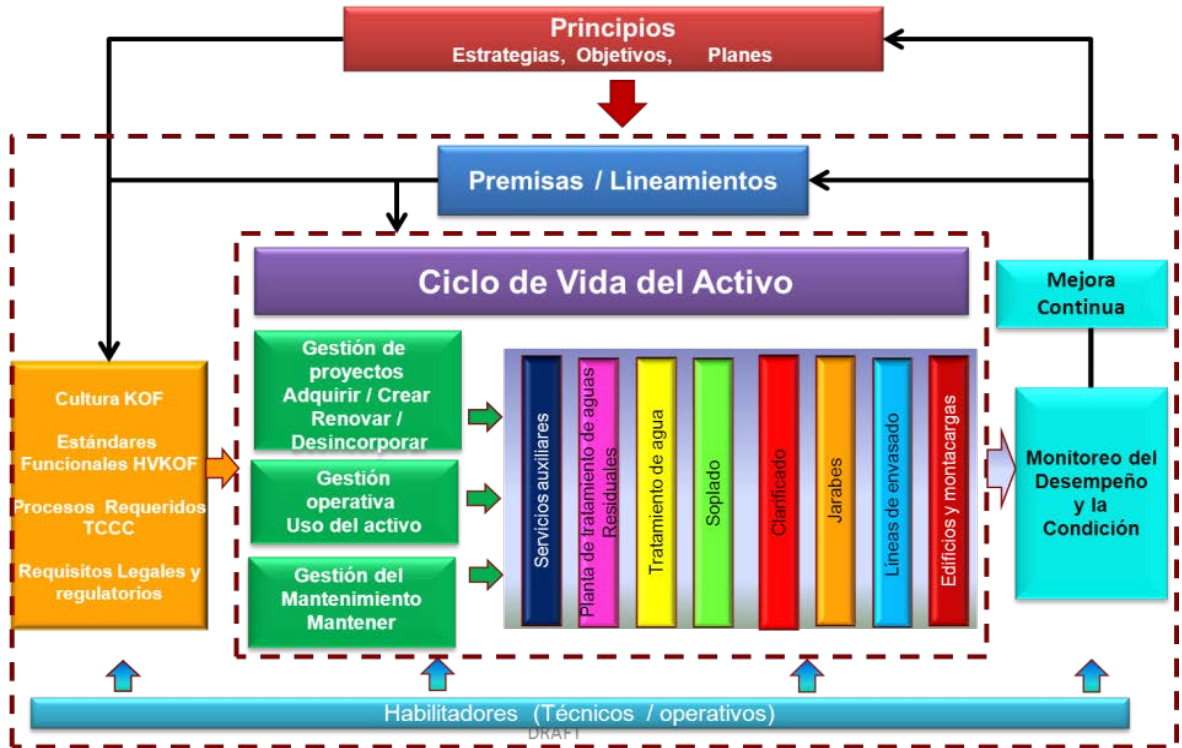 Principios
Estrategias, Objetivos, Planes
Premisas / Lineamientos
Ciclo de Vida del Activo
Mejora
Continua
Cultura KOF
Estándares
Funcionales HVKOF
Procesos Requeridos
TCCC
Requisitos Legales y
regulatorios
Gestión de
proyectos
Adquirir / Crear
Renovar /
Desincorporar
Gestión
operativa
Uso del activo
Gestión del
Mantenimiento
Mantener
Servicios auxiliares
Planta de tratamiento de aguas
Residuales
Tratamiento de agua
Soplado
Clarificado
Jarabes
Líneas de envasado
Edificios y montacargas
Monitoreo del
Desempeño
y la
Condición
Habilitadores (Técnicos / operativos)
DRAFT